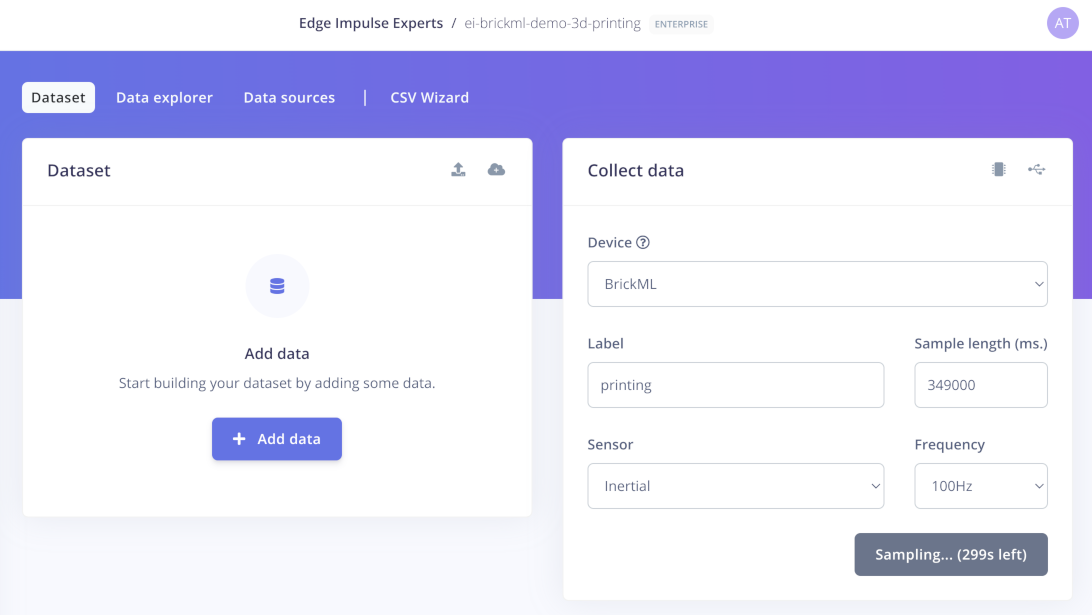 Edge Impulse Experts / ei-brickml-demo-3d-printing ENTERPRISE
AT
Dataset Data explorer Data sources | CSV Wizard
Dataset
Add data
Start building your dataset by adding some data.
+ Add data
Collect data
Device ?
BrickML
Label Sample length (ms.)
printing 349000
Sensor Frequency
Inertial 100Hz
Sampling... (299s left)